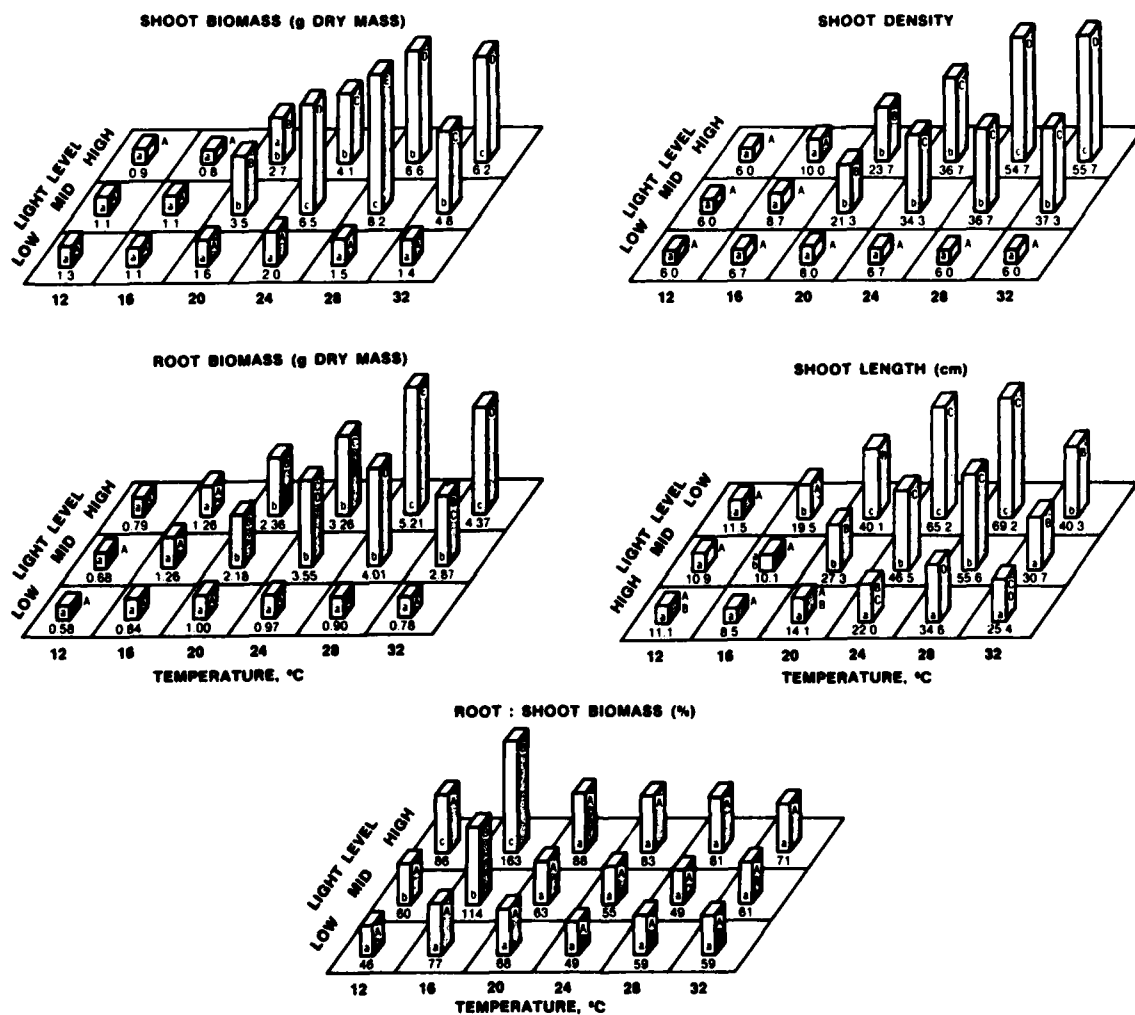 SHOOT BIOMASS (g DRY MASS)
LIGHT LEVEL
HIGH
MID
LOW
0.9 0.8 2.7 4.1 6.6 6.2
1.1 1.1 3.5 6.5 8.2 4.8
1.3 1.1 1.6 2.0 1.5 1.4
12 16 20 24 28 32
SHOOT DENSITY
LIGHT LEVEL
HIGH
MID
LOW
6.0 10.0 23.7 36.7 54.7 55.7
6.0 8.7 21.3 34.3 36.7 37.3
6.0 6.7 6.0 6.7 6.0 6.0
12 16 20 24 28 32
ROOT BIOMASS (g DRY MASS)
LIGHT LEVEL
HIGH
MID
LOW
0.79 1.26 2.36 3.26 5.21 4.37
0.68 1.26 2.18 3.55 4.01 2.87
0.58 0.84 1.00 0.97 0.90 0.78
12 16 20 24 28 32
TEMPERATURE, °C
SHOOT LENGTH (cm)
LIGHT LEVEL
LOW
MID
HIGH
11.5 19.5 40.1 65.2 69.2 40.3
10.9 10.1 27.3 46.5 55.6 30.7
11.1 8.5 14.1 22.0 34.6 25.4
12 16 20 24 28 32
TEMPERATURE, °C
ROOT : SHOOT BIOMASS (%)
LIGHT LEVEL
HIGH
MID
LOW
86 163 88 83 81 71
60 114 63 55 49 61
46 77 68 49 59 59
12 16 20 24 28 32
TEMPERATURE, °C